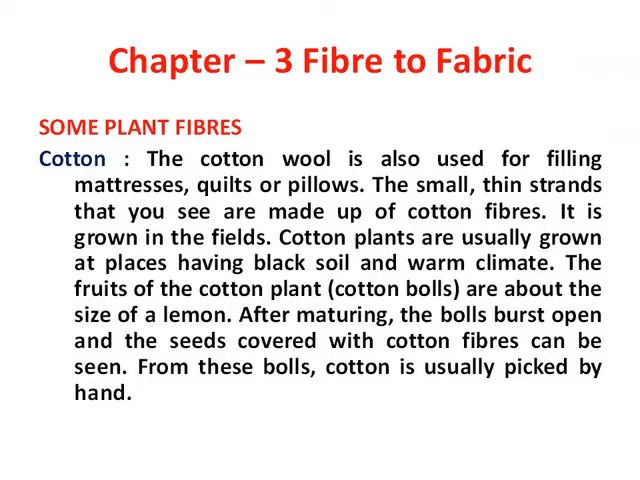 Chapter – 3 Fibre to Fabric
SOME PLANT FIBRES
Cotton : The cotton wool is also used for filling
mattresses, quilts or pillows. The small, thin strands
that you see are made up of cotton fibres. It is
grown in the fields. Cotton plants are usually grown
at places having black soil and warm climate. The
fruits of the cotton plant (cotton bolls) are about the
size of a lemon. After maturing, the bolls burst open
and the seeds covered with cotton fibres can be
seen. From these bolls, cotton is usually picked by
hand.